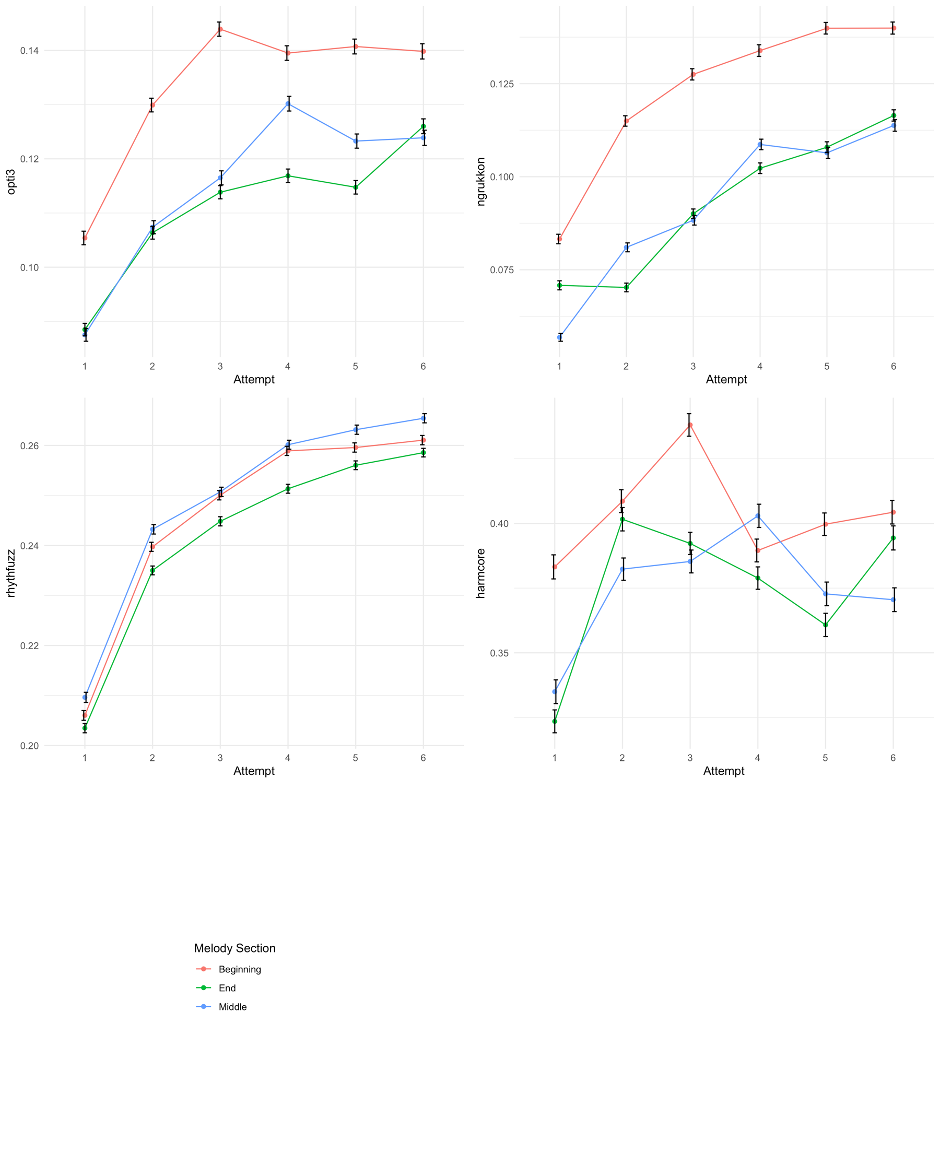 opti3
0.14
0.12
0.10
1 2 3 4 5 6
Attempt
ngrukkon
0.125
0.100
0.075
1 2 3 4 5 6
Attempt
rhythfuzz
0.26
0.24
0.22
0.20
1 2 3 4 5 6
Attempt
harmcore
0.40
0.35
1 2 3 4 5 6
Attempt
Melody Section
Beginning
End
Middle